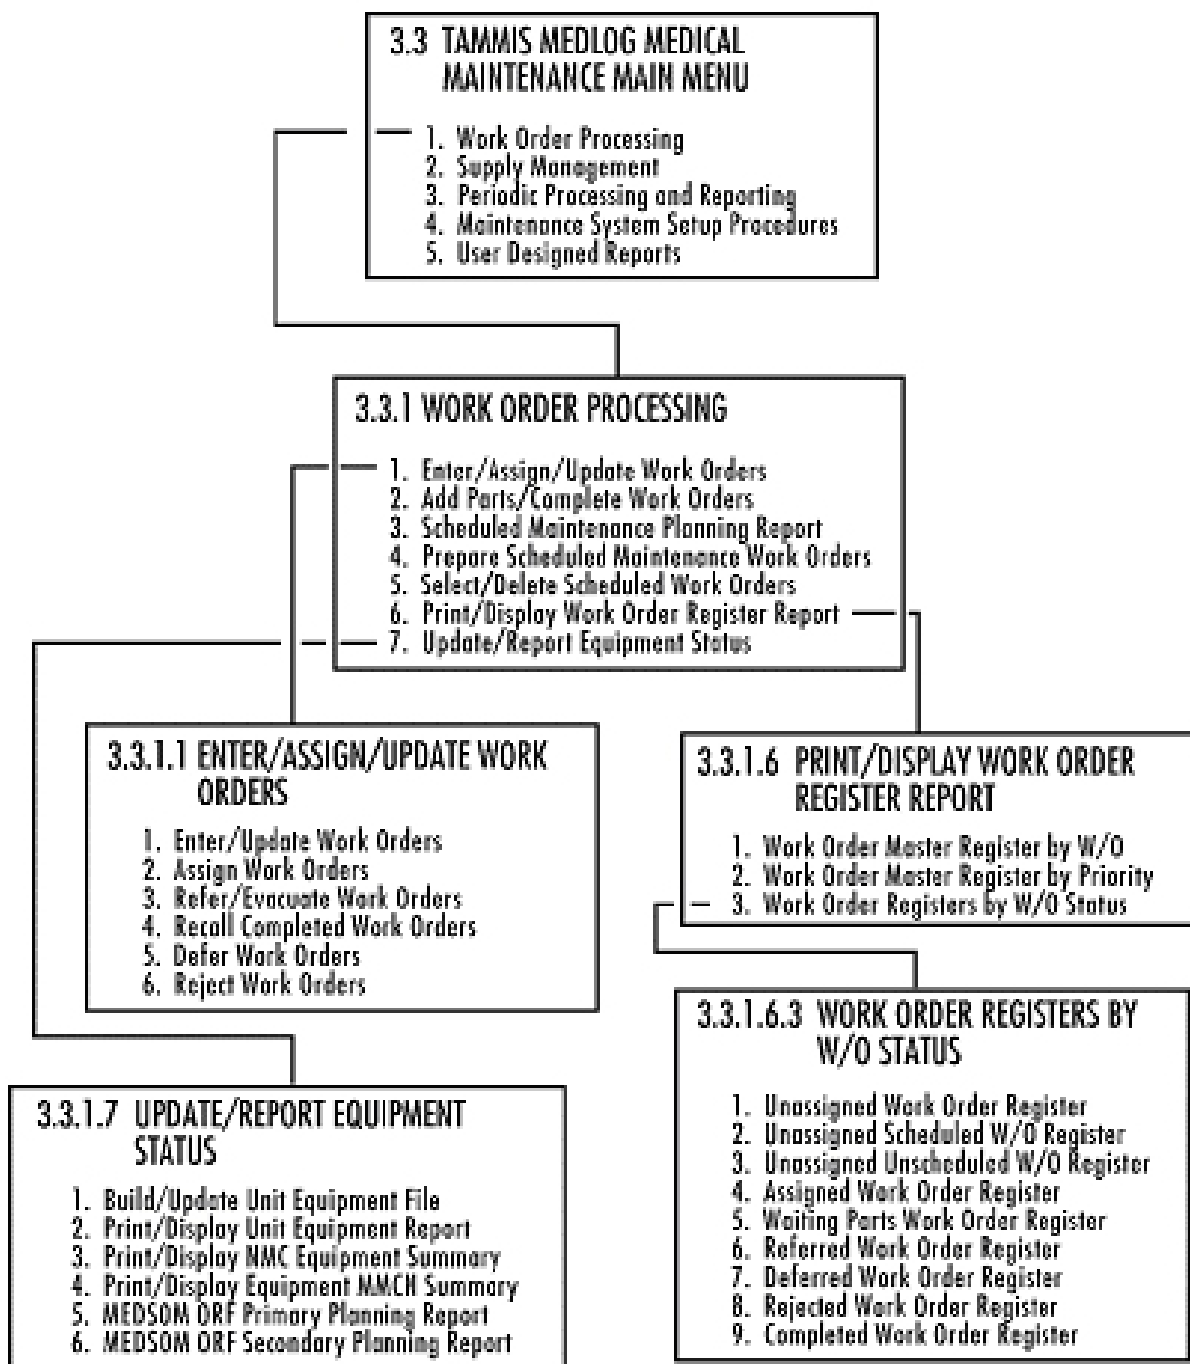 3.3 TAMMIS MEDLOG MEDICAL
MAINTENANCE MAIN MENU
1. Work Order Processing
2. Supply Management
3. Periodic Processing and Reporting
4. Maintenance System Setup Procedures
5. User Designed Reports
3.3.1 WORK ORDER PROCESSING
1. Enter/Assign/Update Work Orders
2. Add Parts/Complete Work Orders
3. Scheduled Maintenance Planning Report
4. Prepare Scheduled Maintenance Work Orders
5. Select/Delete Scheduled Work Orders
6. Print/Display Work Order Register Report
7. Update/Report Equipment Status
3.3.1.1 ENTER/ASSIGN/UPDATE WORK
ORDERS
1. Enter/Update Work Orders
2. Assign Work Orders
3. Refer/Evacuate Work Orders
4. Recall Completed Work Orders
5. Defer Work Orders
6. Reject Work Orders
3.3.1.6 PRINT/DISPLAY WORK ORDER
REGISTER REPORT
1. Work Order Master Register by W/O
2. Work Order Master Register by Priority
3. Work Order Registers by W/O Status
3.3.1.7 UPDATE/REPORT EQUIPMENT
STATUS
1. Build/Update Unit Equipment File
2. Print/Display Unit Equipment Report
3. Print/Display NMC Equipment Summary
4. Print/Display Equipment MMCH Summary
5. MEDSOM ORF Primary Planning Report
6. MEDSOM ORF Secondary Planning Report
3.3.1.6.3 WORK ORDER REGISTERS BY
W/O STATUS
1. Unassigned Work Order Register
2. Unassigned Scheduled W/O Register
3. Unassigned Unscheduled W/O Register
4. Assigned Work Order Register
5. Waiting Parts Work Order Register
6. Referred Work Order Register
7. Deferred Work Order Register
8. Rejected Work Order Register
9. Completed Work Order Register